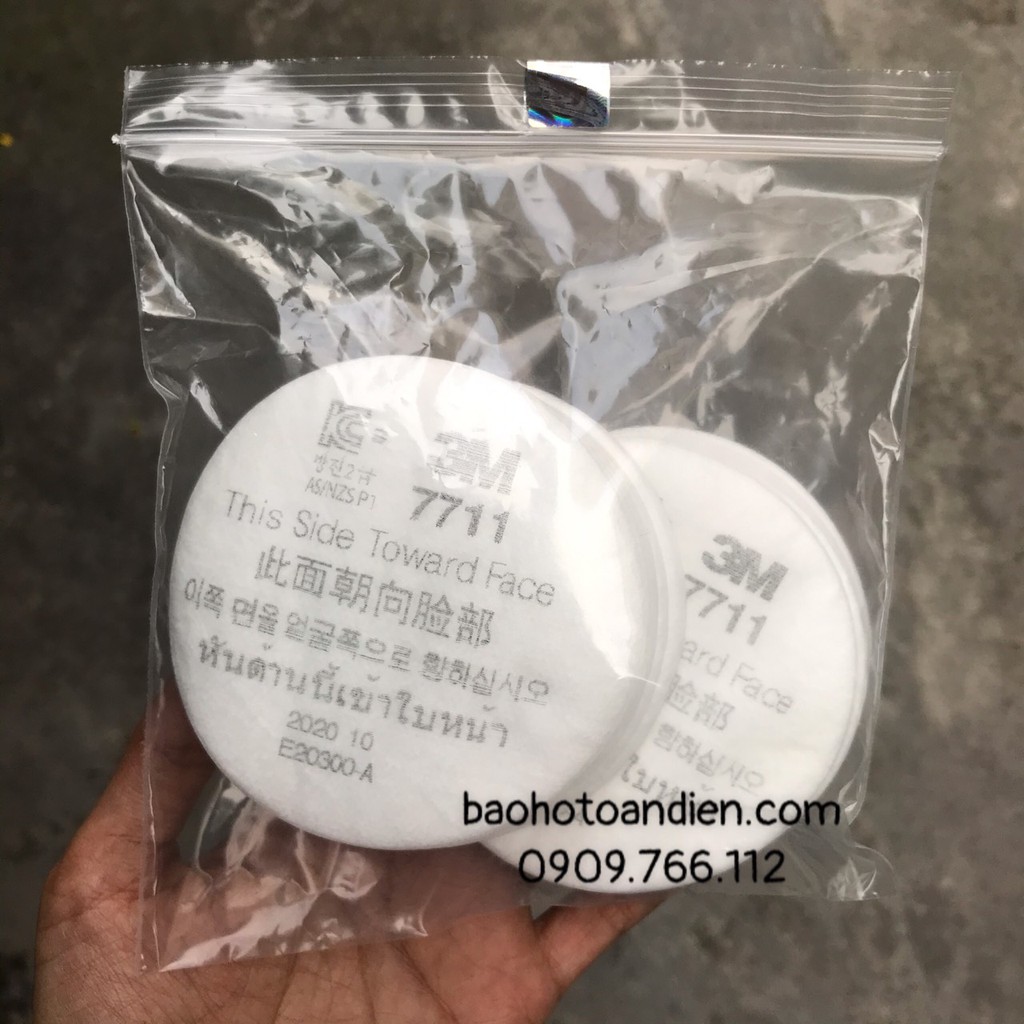 방진2급
AS/NZS P1
3M
7711
This Side Toward Face
此面朝向脸部
이쪽 면을 얼굴쪽으로 향하십시오
หันด้านนี้เข้าใบหน้า
2020 10
E20300-A
3M
7711
ard Face
脸部
향하십시오
baohotoandien.com
0909.766.112